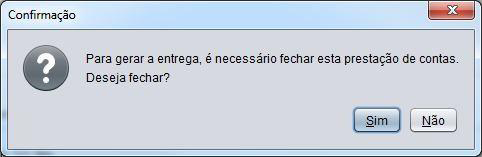 Confirmação
Para gerar a entrega, é necessário fechar esta prestação de contas.
Deseja fechar?
Sim
Não